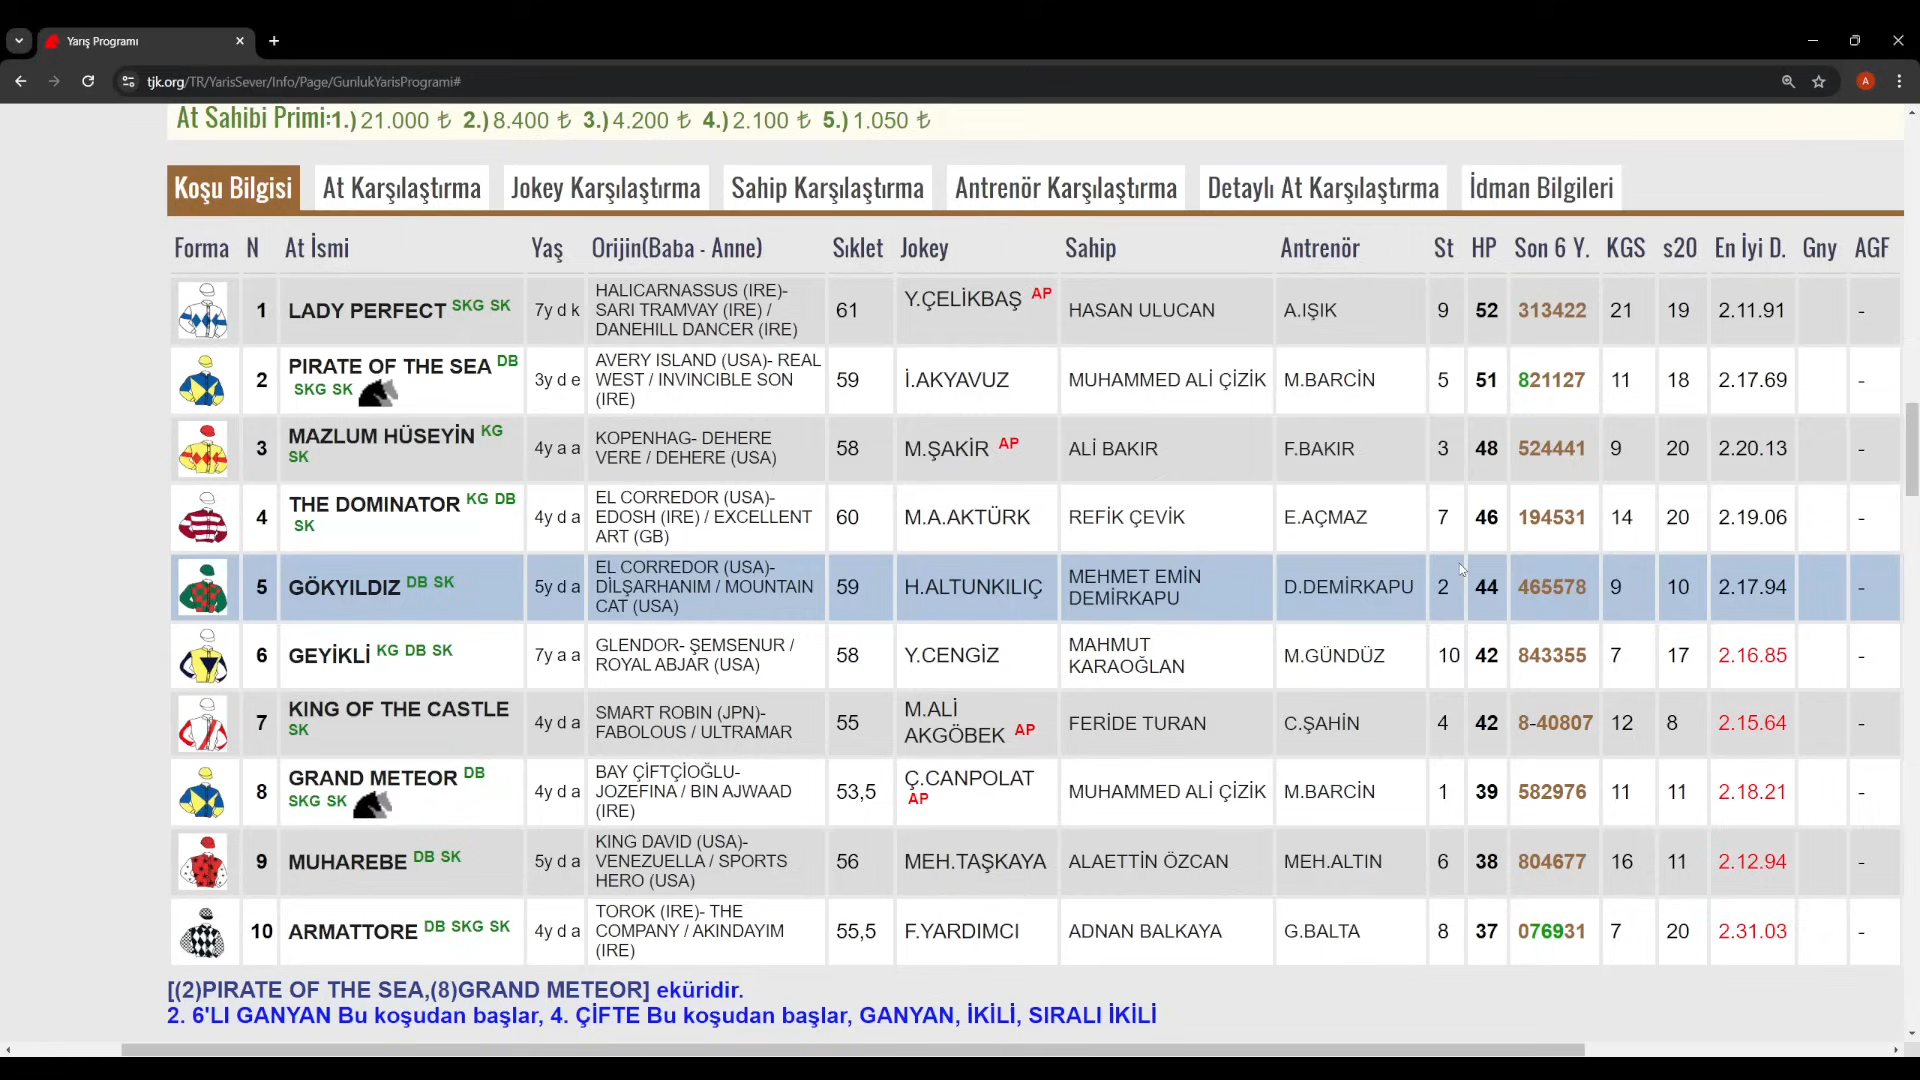 Yarış Programı
tjk.org/TR/YarisSever/Info/Page/GunlukYarisProgrami#
A
At Sahibi Primi:1.) 21.000 ₺ 2.) 8.400 ₺ 3.) 4.200 ₺ 4.) 2.100 ₺ 5.) 1.050 ₺
Koşu Bilgisi At Karşılaştırma Jokey Karşılaştırma Sahip Karşılaştırma Antrenör Karşılaştırma Detaylı At Karşılaştırma İdman Bilgileri
Forma N At İsmi Yaş Orijin(Baba - Anne) Sıklet Jokey Sahip Antrenör St HP Son 6 Y. KGS s20 En İyi D. Gny AGF
1 LADY PERFECT SKG SK 7y d k HALICARNASSUS (IRE)- SARI TRAMVAY (IRE) / DANEHILL DANCER (IRE) 61 Y.ÇELİKBAŞ AP HASAN ULUCAN A.IŞIK 9 52 313422 21 19 2.11.91 -
2 PIRATE OF THE SEA DB SKG SK 3y d e AVERY ISLAND (USA)- REAL WEST / INVINCIBLE SON (IRE) 59 İ.AKYAVUZ MUHAMMED ALİ ÇİZİK M.BARCİN 5 51 821127 11 18 2.17.69 -
3 MAZLUM HÜSEYİN KG SK 4y a a KOPENHAG- DEHERE VERE / DEHERE (USA) 58 M.ŞAKİR AP ALİ BAKIR F.BAKIR 3 48 524441 9 20 2.20.13 -
4 THE DOMINATOR KG DB SK 4y d a EL CORREDOR (USA)- EDOSH (IRE) / EXCELLENT ART (GB) 60 M.A.AKTÜRK REFİK ÇEVİK E.AÇMAZ 7 46 194531 14 20 2.19.06 -
5 GÖKYILDIZ DB SK 5y d a EL CORREDOR (USA)- DİLŞARHANIM / MOUNTAIN CAT (USA) 59 H.ALTUNKILIÇ MEHMET EMİN DEMİRKAPU D.DEMİRKAPU 2 44 465578 9 10 2.17.94 -
6 GEYİKLİ KG DB SK 7y a a GLENDOR- ŞEMSENUR / ROYAL ABJAR (USA) 58 Y.CENGİZ MAHMUT KARAOĞLAN M.GÜNDÜZ 10 42 843355 7 17 2.16.85 -
7 KING OF THE CASTLE SK 4y d a SMART ROBIN (JPN)- FABOLOUS / ULTRAMAR 55 M.ALİ AKGÖBEK AP FERİDE TURAN C.ŞAHİN 4 42 8-40807 12 8 2.15.64 -
8 GRAND METEOR DB SKG SK 4y d a BAY ÇİFTÇİOĞLU- JOZEFINA / BIN AJWAAD (IRE) 53,5 Ç.CANPOLAT AP MUHAMMED ALİ ÇİZİK M.BARCİN 1 39 582976 11 11 2.18.21 -
9 MUHAREBE DB SK 5y d a KING DAVID (USA)- VENEZUELLA / SPORTS HERO (USA) 56 MEH.TAŞKAYA ALAETTİN ÖZCAN MEH.ALTIN 6 38 804677 16 11 2.12.94 -
10 ARMATTORE DB SKG SK 4y d a TOROK (IRE)- THE COMPANY / AKINDAYIM (IRE) 55,5 F.YARDIMCI ADNAN BALKAYA G.BALTA 8 37 076931 7 20 2.31.03 -
[(2)PIRATE OF THE SEA,(8)GRAND METEOR] eküridir.
2. 6'LI GANYAN Bu koşudan başlar, 4. ÇİFTE Bu koşudan başlar, GANYAN, İKİLİ, SIRALI İKİLİ